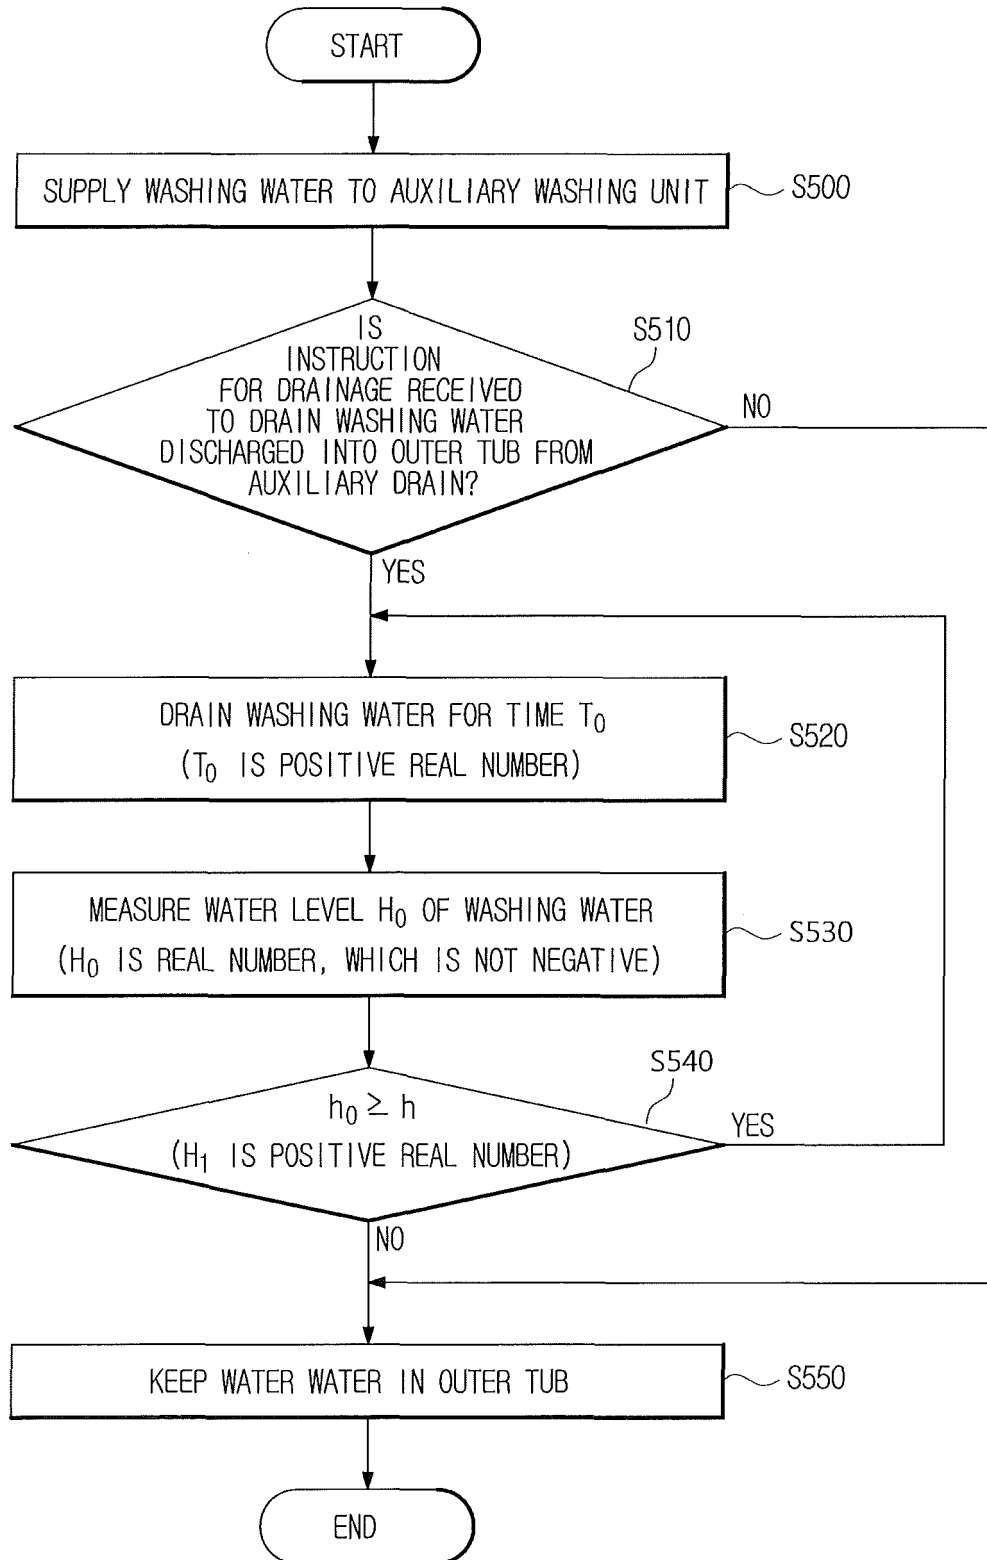 START
SUPPLY WASHING WATER TO AUXILIARY WASHING UNIT
S500
IS
INSTRUCTION
FOR DRAINAGE RECEIVED
TO DRAIN WASHING WATER
DISCHARGED INTO OUTER TUB FROM
AUXILIARY DRAIN?
S510
NO
YES
DRAIN WASHING WATER FOR TIME T₀
(T₀ IS POSITIVE REAL NUMBER)
S520
MEASURE WATER LEVEL H₀ OF WASHING WATER
(H₀ IS REAL NUMBER, WHICH IS NOT NEGATIVE)
S530
h₀ ≥ h
(H₁ IS POSITIVE REAL NUMBER)
S540
YES
NO
KEEP WATER WATER IN OUTER TUB
S550
END